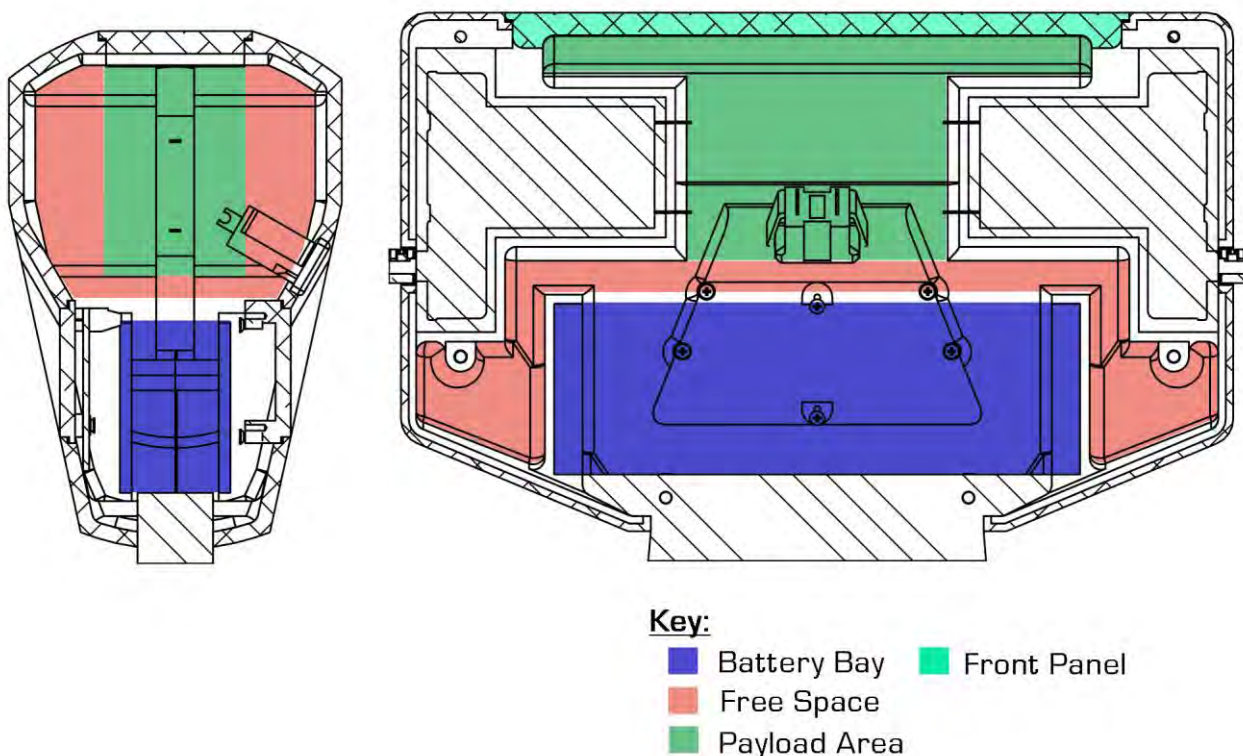 Key:
Battery Bay
Front Panel
Free Space
Payload Area